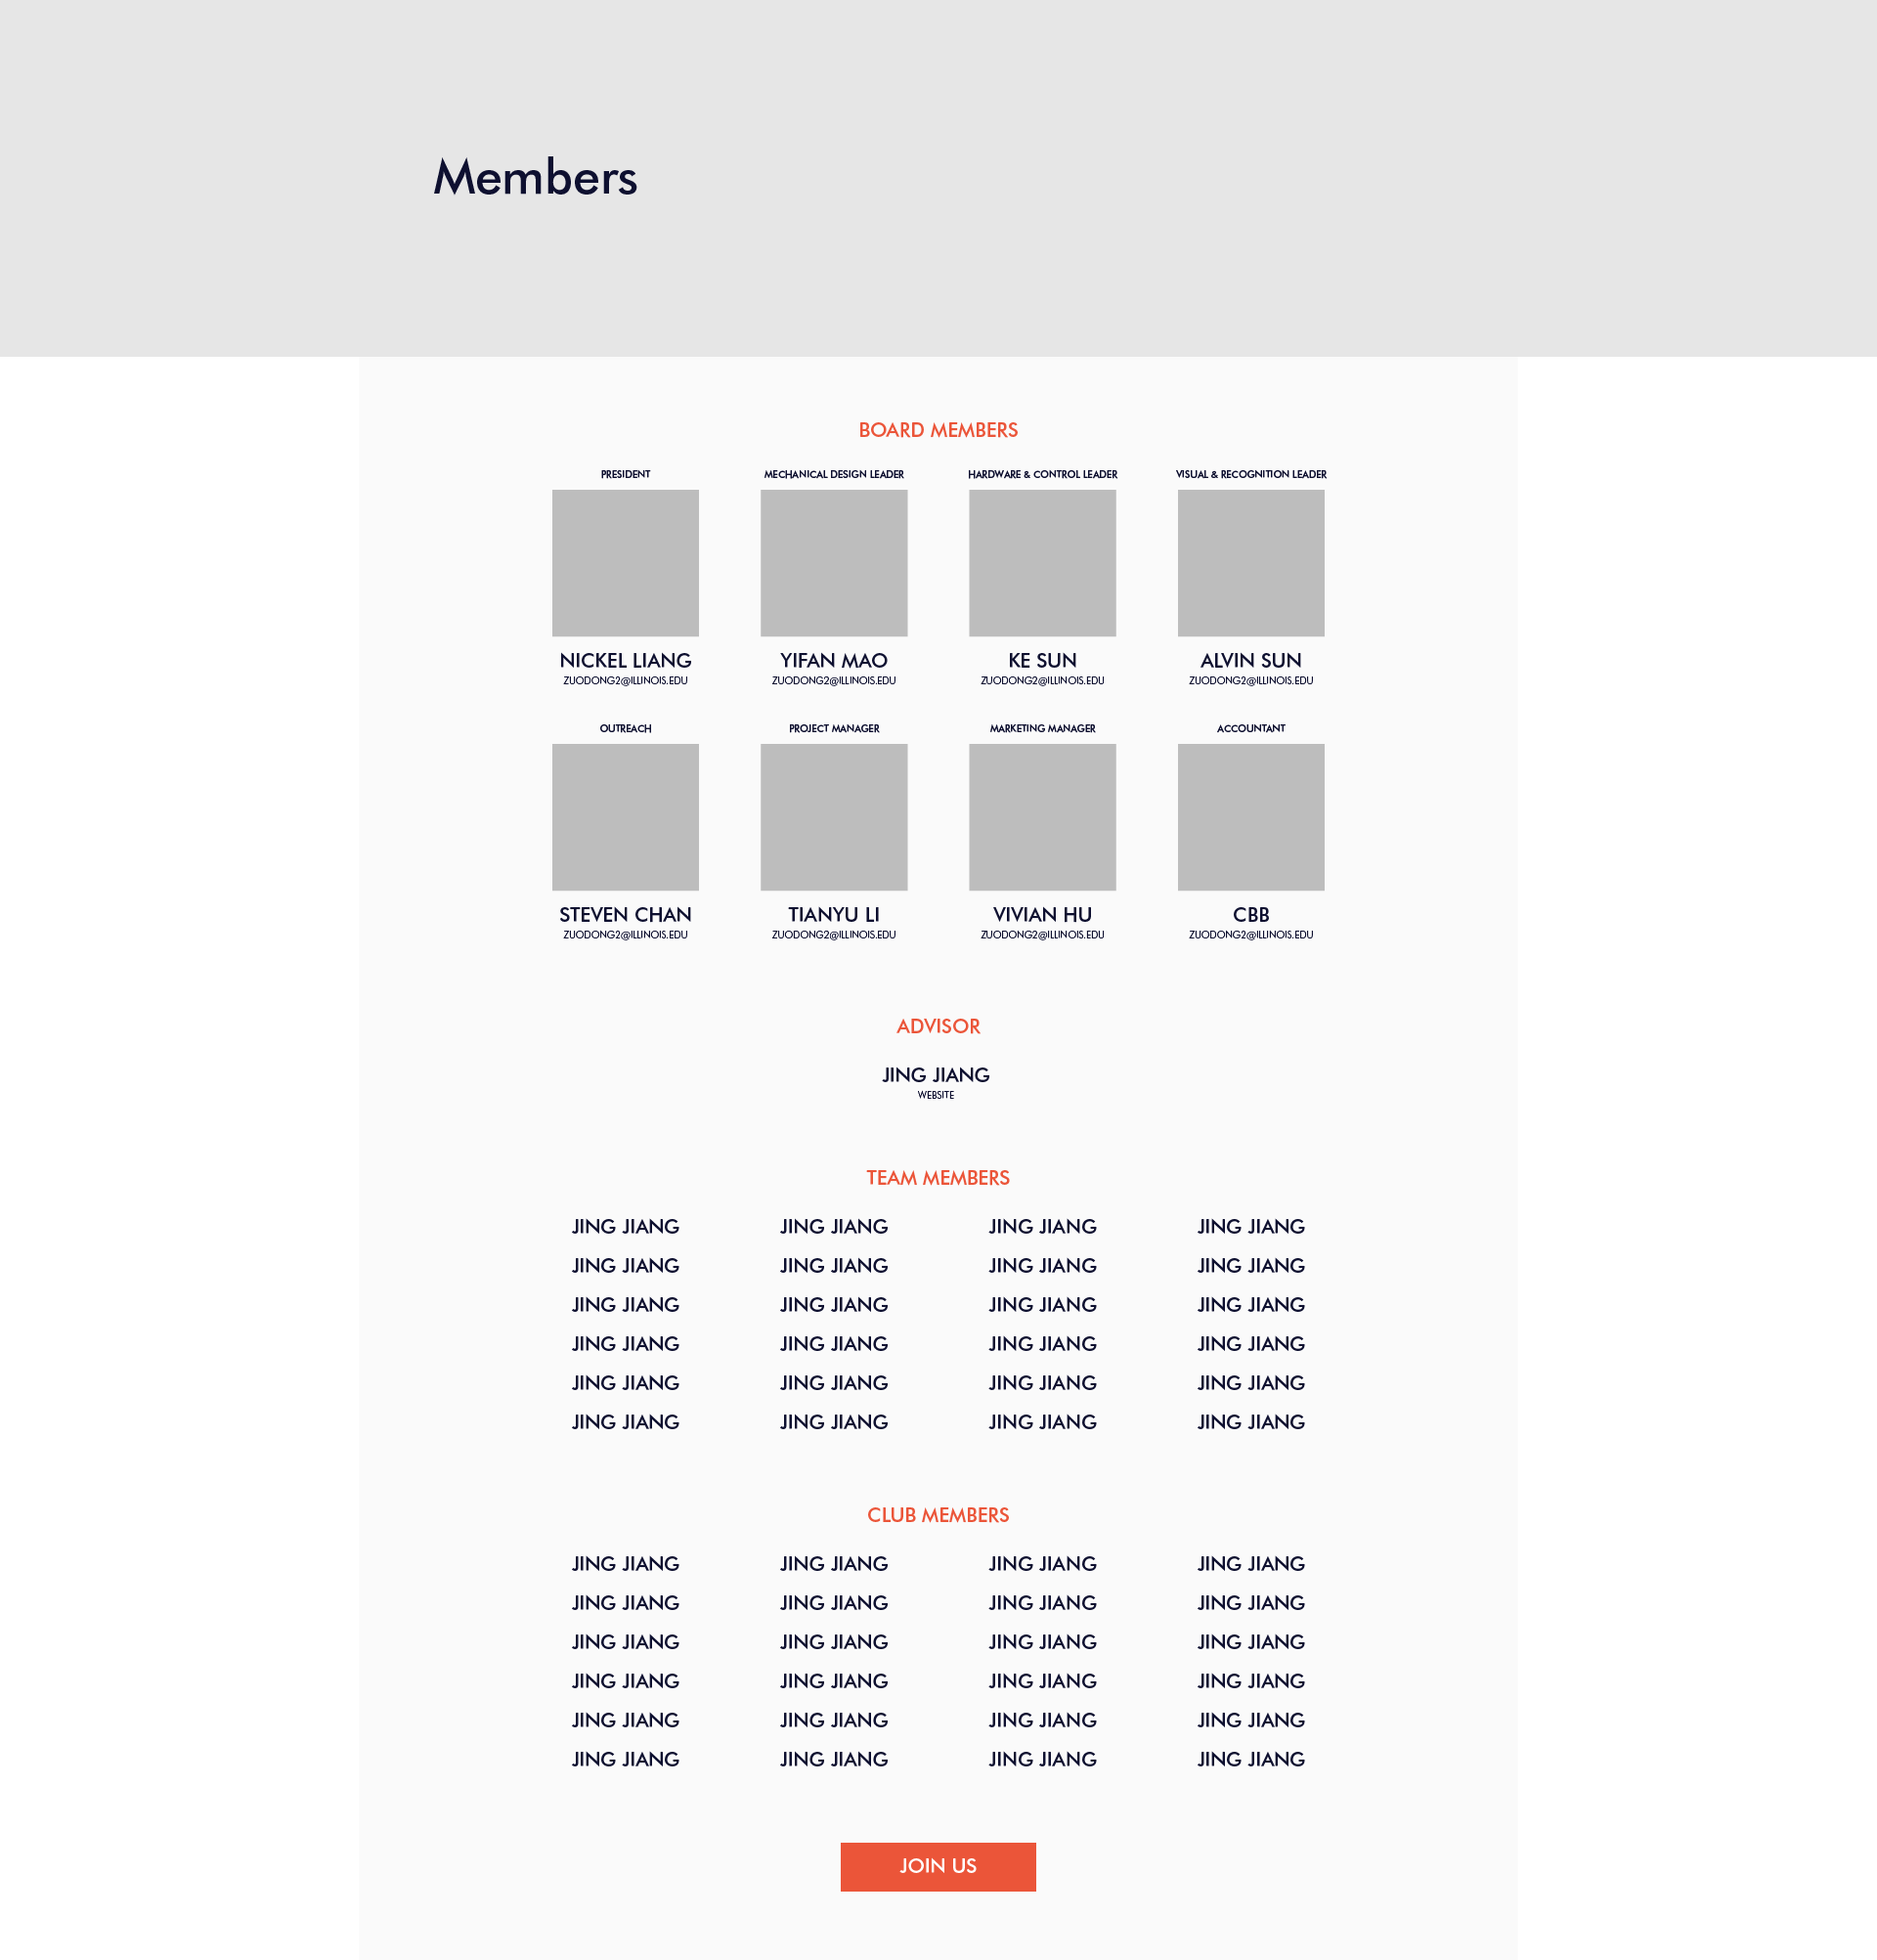 Members
BOARD MEMBERS
PRESIDENT MECHANICAL DESIGN LEADER HARDWARE & CONTROL LEADER VISUAL & RECOGNITION LEADER
NICKEL LIANG YIFAN MAO KE SUN ALVIN SUN
ZUODONG2@ILLINOIS.EDU ZUODONG2@ILLINOIS.EDU ZUODONG2@ILLINOIS.EDU ZUODONG2@ILLINOIS.EDU
OUTREACH PROJECT MANAGER MARKETING MANAGER ACCOUNTANT
STEVEN CHAN TIANYU LI VIVIAN HU CBB
ZUODONG2@ILLINOIS.EDU ZUODONG2@ILLINOIS.EDU ZUODONG2@ILLINOIS.EDU ZUODONG2@ILLINOIS.EDU
ADVISOR
JING JIANG
WEBSITE
TEAM MEMBERS
JING JIANG JING JIANG JING JIANG JING JIANG
JING JIANG JING JIANG JING JIANG JING JIANG
JING JIANG JING JIANG JING JIANG JING JIANG
JING JIANG JING JIANG JING JIANG JING JIANG
JING JIANG JING JIANG JING JIANG JING JIANG
JING JIANG JING JIANG JING JIANG JING JIANG
CLUB MEMBERS
JING JIANG JING JIANG JING JIANG JING JIANG
JING JIANG JING JIANG JING JIANG JING JIANG
JING JIANG JING JIANG JING JIANG JING JIANG
JING JIANG JING JIANG JING JIANG JING JIANG
JING JIANG JING JIANG JING JIANG JING JIANG
JING JIANG JING JIANG JING JIANG JING JIANG
JOIN US